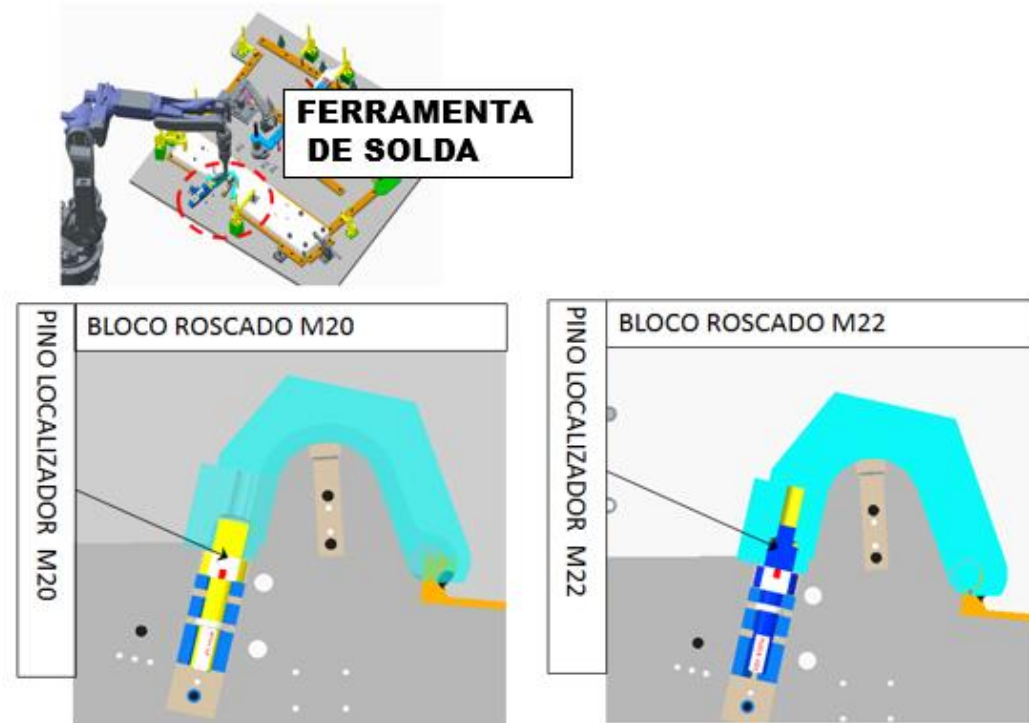 FERRAMENTA
DE SOLDA
BLOCO ROSCADO M20
PINO LOCALIZADOR M20
BLOCO ROSCADO M22
PINO LOCALIZADOR M22